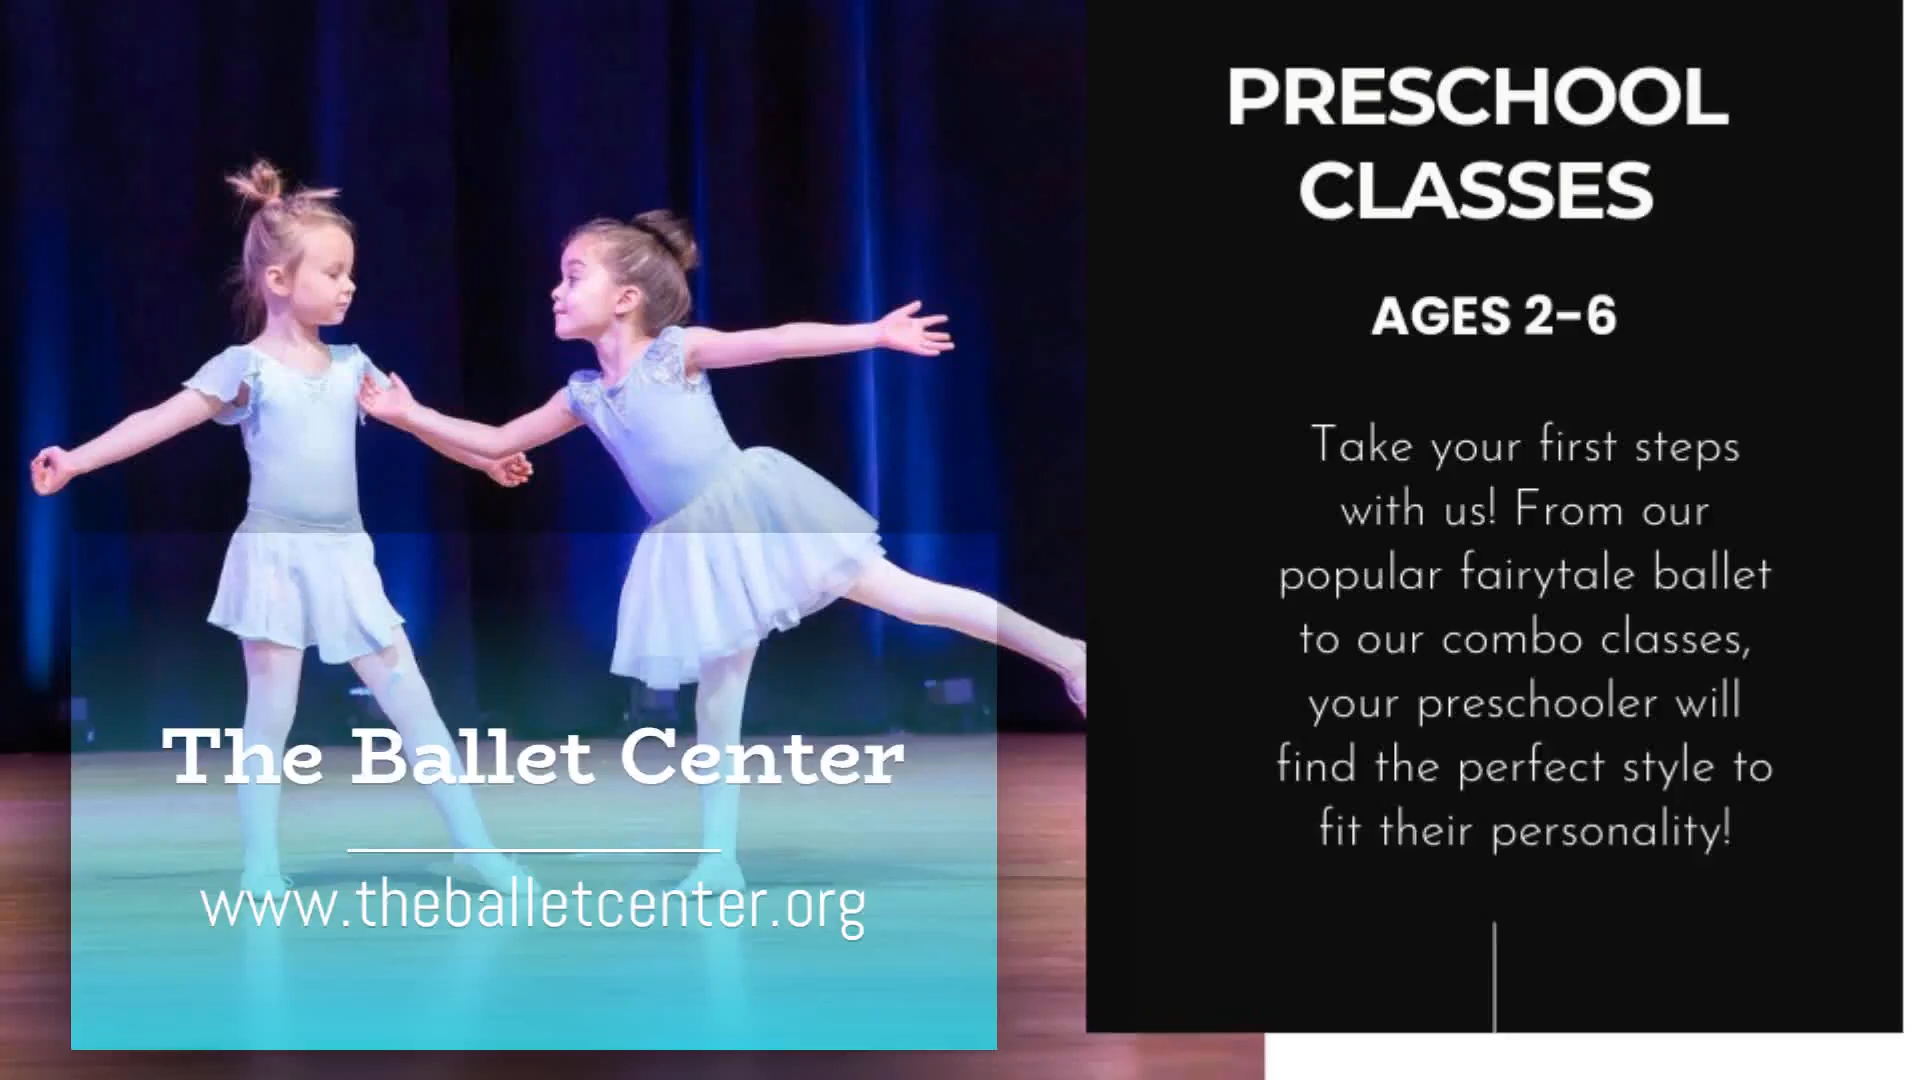 PRESCHOOL
CLASSES
AGES 2-6
Take your first steps
with us! From our
popular fairytale ballet
to our combo classes,
your preschooler will
find the perfect style to
fit their personality!
The Ballet Center
www.theballetcenter.org